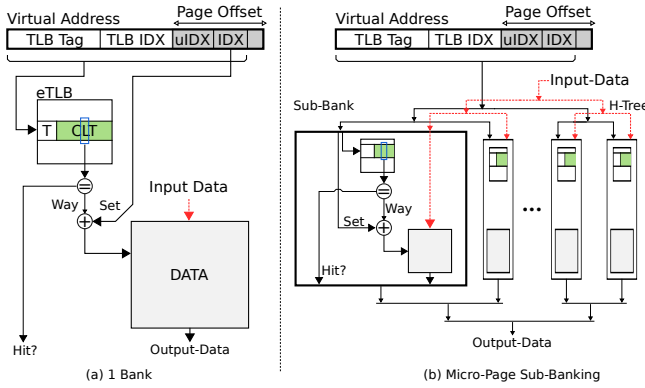 Virtual Address
Page Offset
TLB Tag
TLB IDX
uIDX
IDX
eTLB
T
CLT
=
Way
Set
+
Input Data
DATA
Hit?
Output-Data
(a) 1 Bank
Virtual Address
Page Offset
TLB Tag
TLB IDX
uIDX
IDX
Input-Data
Sub-Bank
H-Tree
=
Way
Set
+
Hit?
...
Output-Data
(b) Micro-Page Sub-Banking